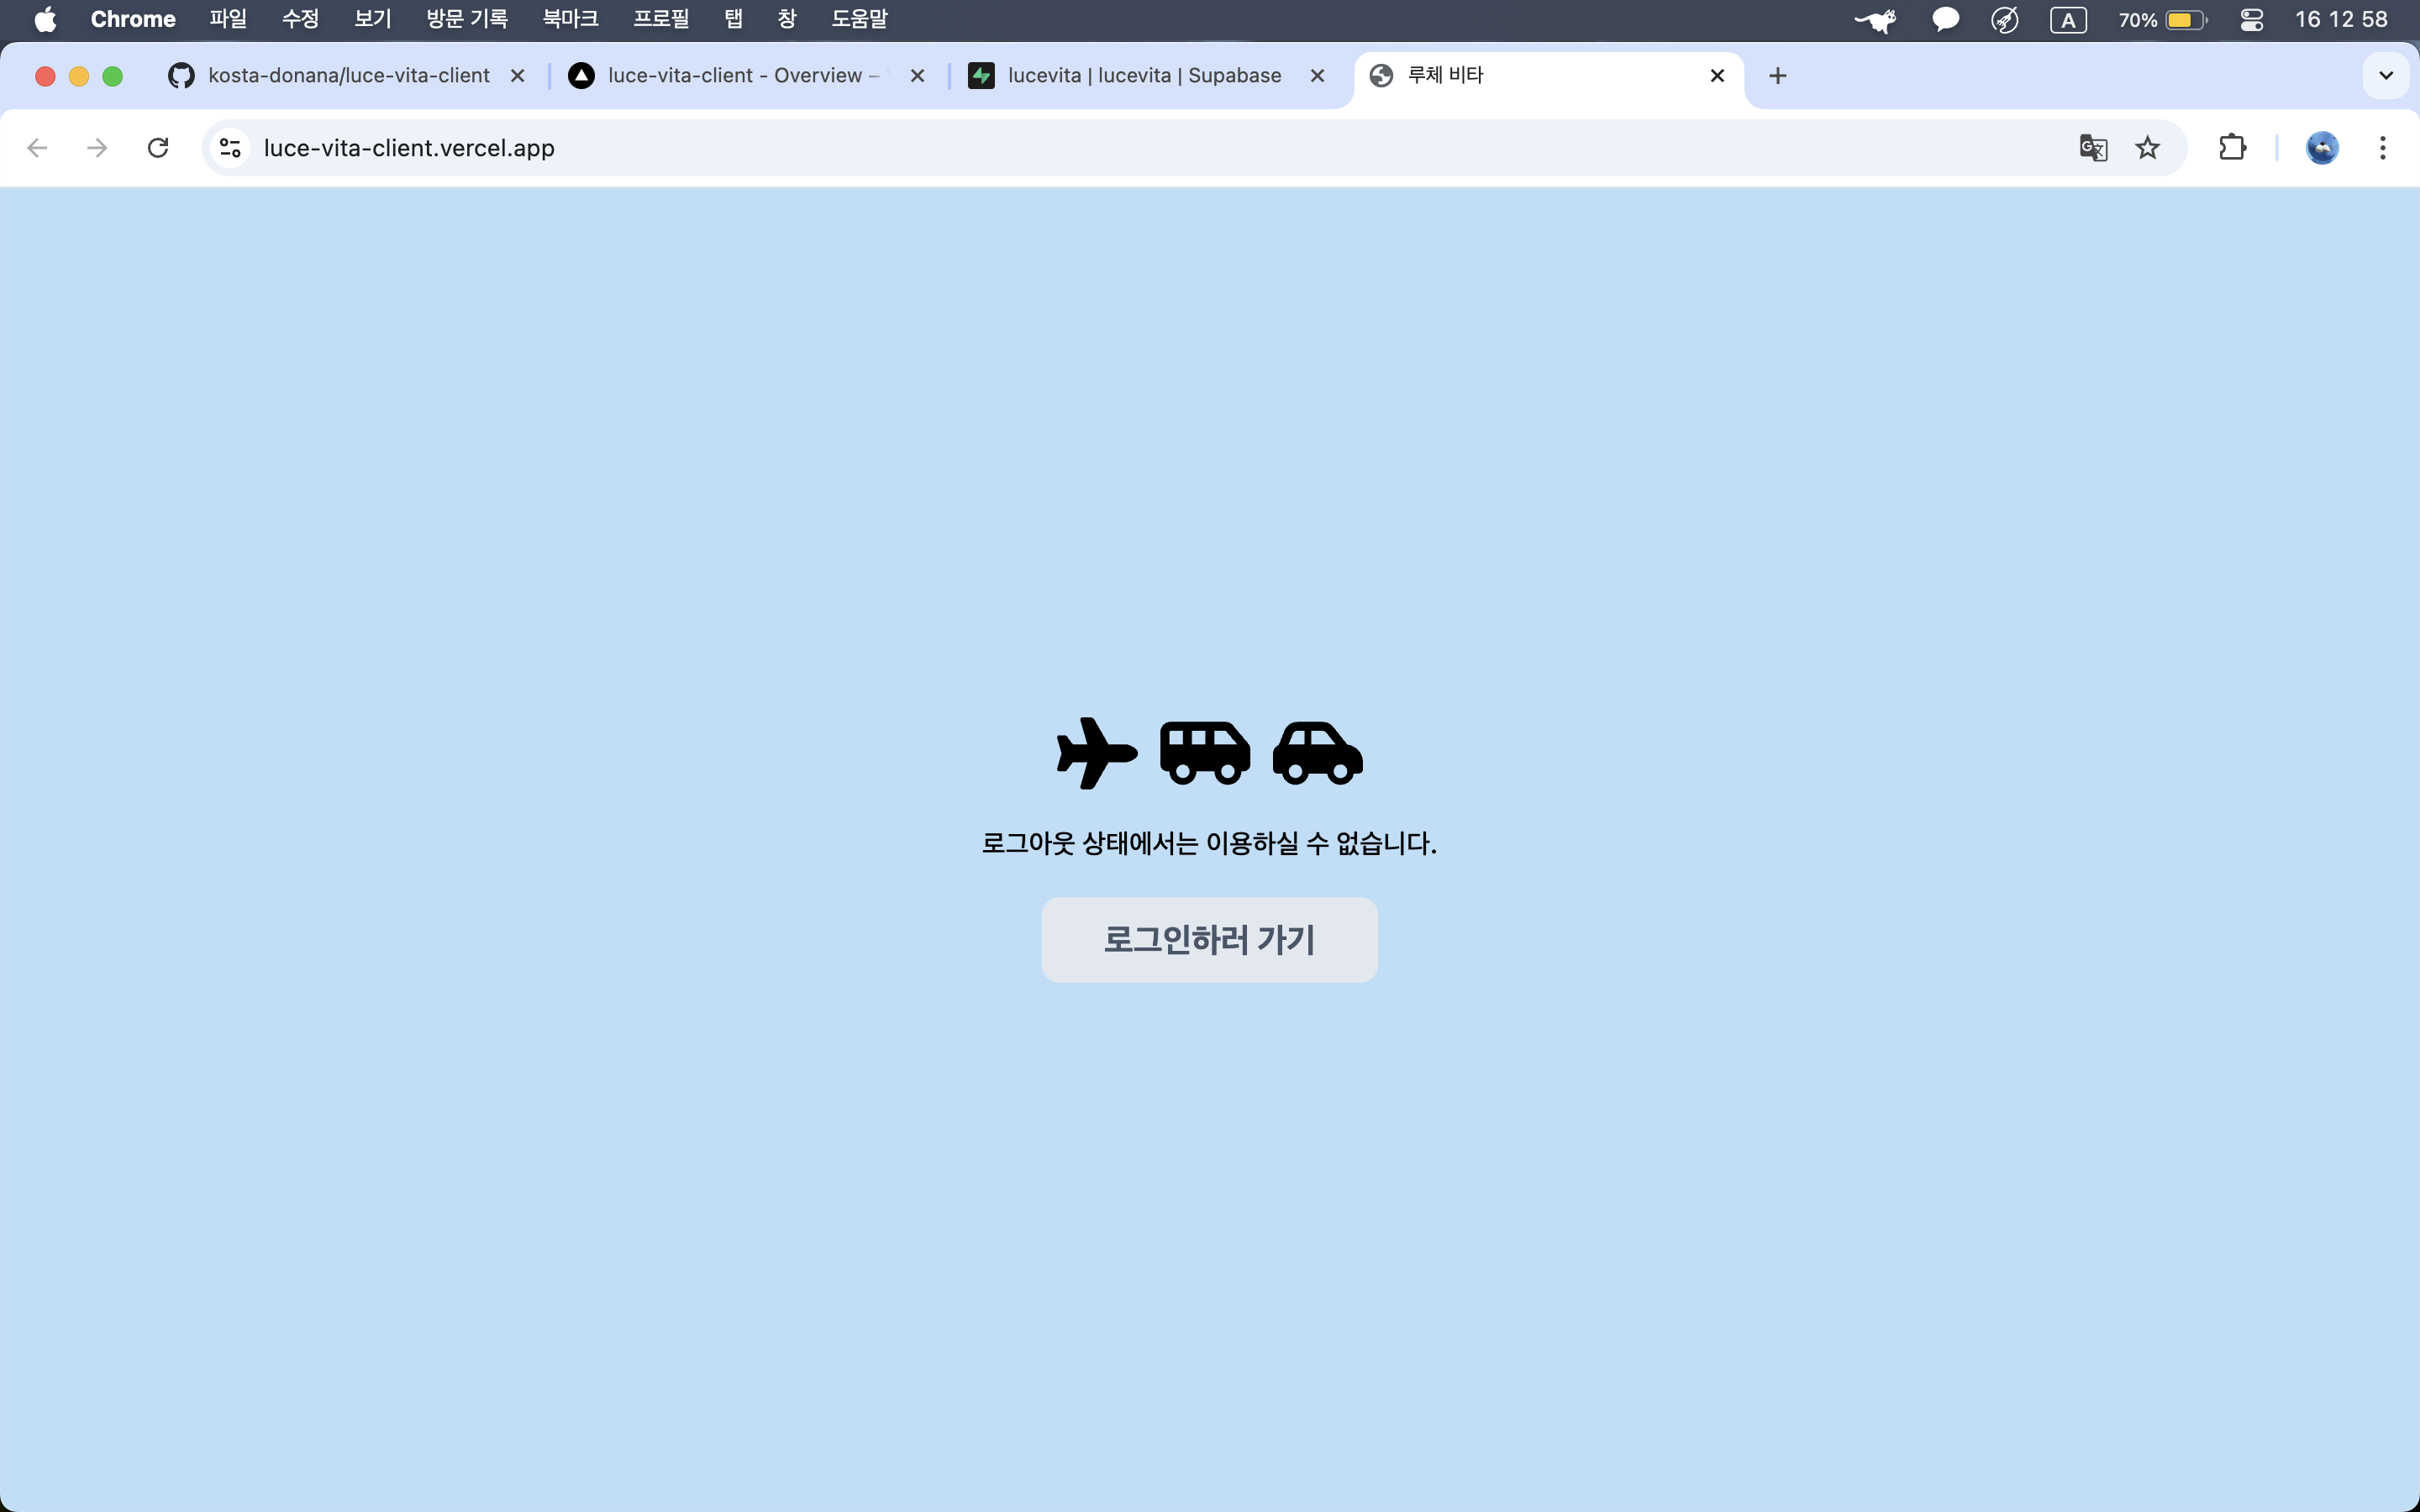 Chrome 파일 수정 보기 방문 기록 북마크 프로필 탭 창 도움말 A 70% 16 12 58
kosta-donana/luce-vita-client luce-vita-client - Overview – lucevita | lucevita | Supabase 루체 비타
luce-vita-client.vercel.app
로그아웃 상태에서는 이용하실 수 없습니다.
로그인하러 가기